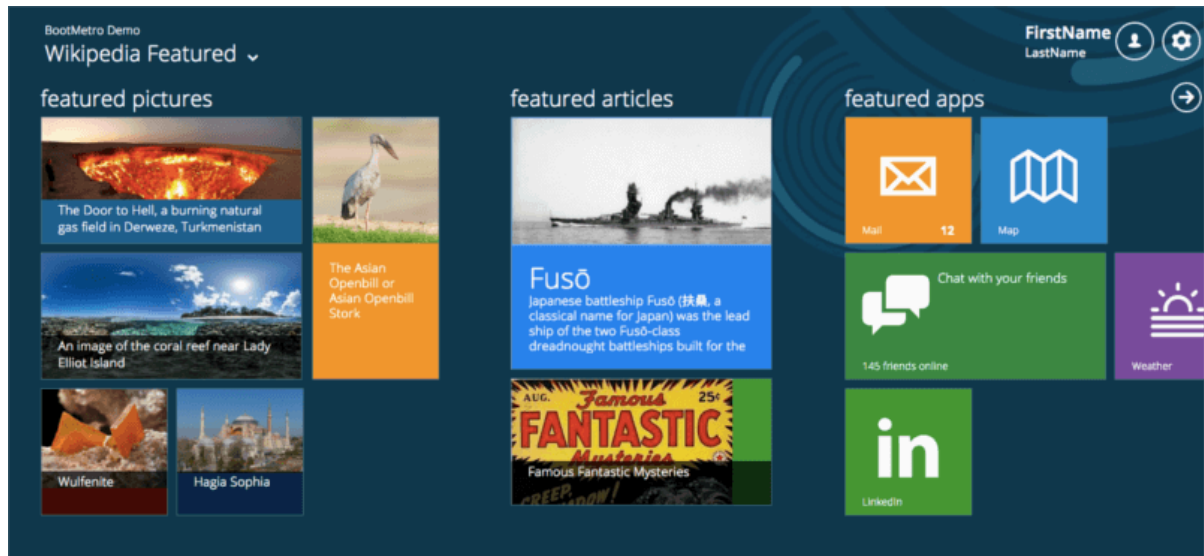 BootMetro Demo
Wikipedia Featured
FirstName
LastName
featured pictures
The Door to Hell, a burning natural
gas field in Derweze, Turkmenistan
The Asian
Openbill or
Asian Openbill
Stork
An image of the coral reef near Lady
Elliot Island
Wulfenite
Hagia Sophia
featured articles
Fusō
Japanese battleship Fusō (扶桑, a
classical name for Japan) was the lead
ship of the two Fusō-class
dreadnought battleships built for the
AUG.
Famous
25¢
FANTASTIC
Mysteries
Famous Fantastic Mysteries
CREEP,
SHADOW!
featured apps
Mail
12
Map
Chat with your friends
145 friends online
Weather
in
LinkedIn